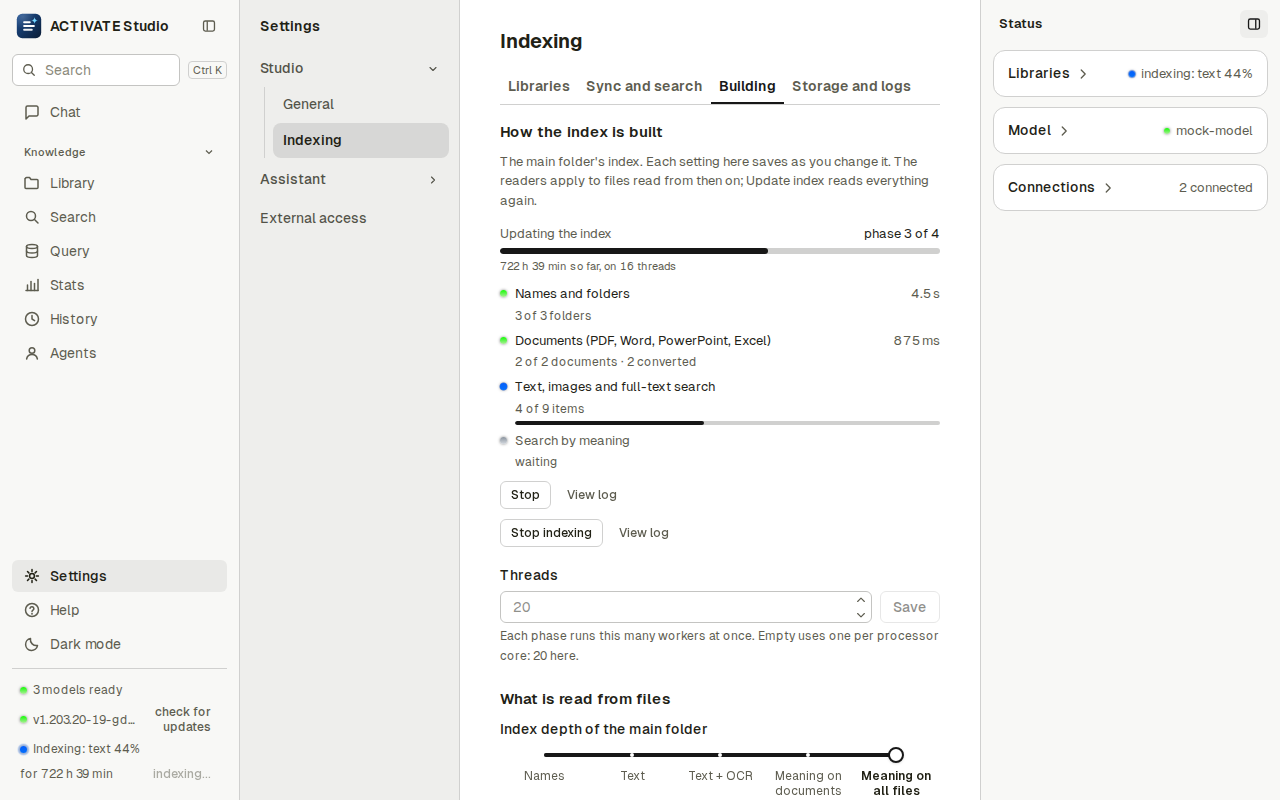 ACTIVATE Studio
Search
Ctrl K
Chat
Knowledge
Library
Search
Query
Stats
History
Agents
Settings
Help
Dark mode
3 models ready
v1.203.20-19-gd…
check for updates
Indexing: text 44%
for 722 h 39 min
indexing…
Settings
Studio
General
Indexing
Assistant
External access
Indexing
Libraries
Sync and search
Building
Storage and logs
How the index is built
The main folder's index. Each setting here saves as you change it. The
readers apply to files read from then on; Update index reads everything
again.
Updating the index
phase 3 of 4
722 h 39 min so far, on 16 threads
Names and folders
4.5 s
3 of 3 folders
Documents (PDF, Word, PowerPoint, Excel)
875 ms
2 of 2 documents · 2 converted
Text, images and full-text search
4 of 9 items
Search by meaning
waiting
Stop
View log
Stop indexing
View log
Threads
20
Save
Each phase runs this many workers at once. Empty uses one per processor
core: 20 here.
What is read from files
Index depth of the main folder
Names
Text
Text + OCR
Meaning on documents
Meaning on all files
Status
Libraries
indexing: text 44%
Model
mock-model
Connections
2 connected